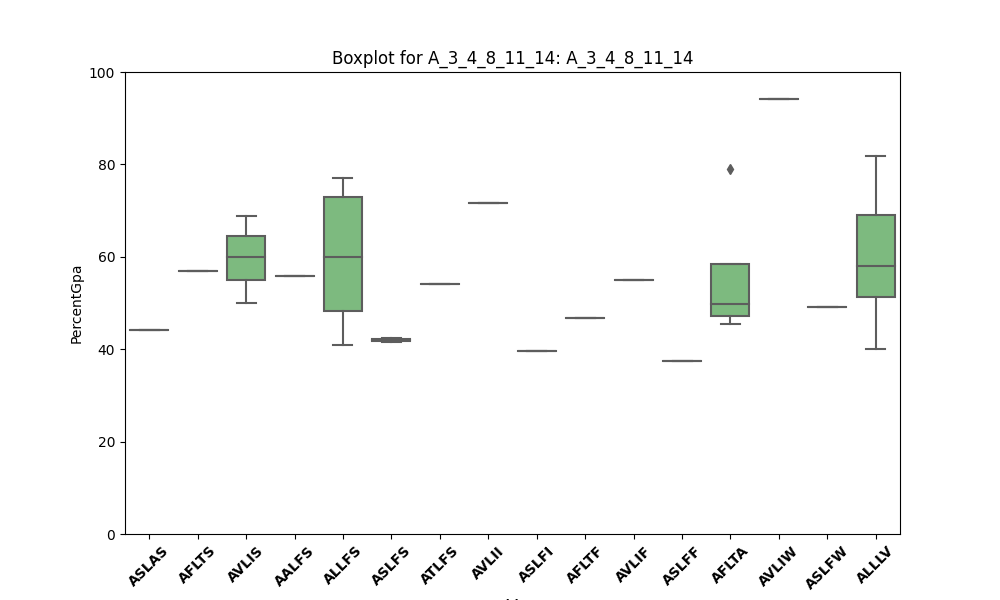 Boxplot for A_3_4_8_11_14: A_3_4_8_11_14
100
80
60
40
20
0
PercentGpa
ASLAS
AFLTS
AVLIS
AALFS
ALLFS
ASLFS
ATLFS
AVLII
ASLFI
AFLTF
AVLIF
ASLFF
AFLTA
AVLIW
ASLFW
ALLLV